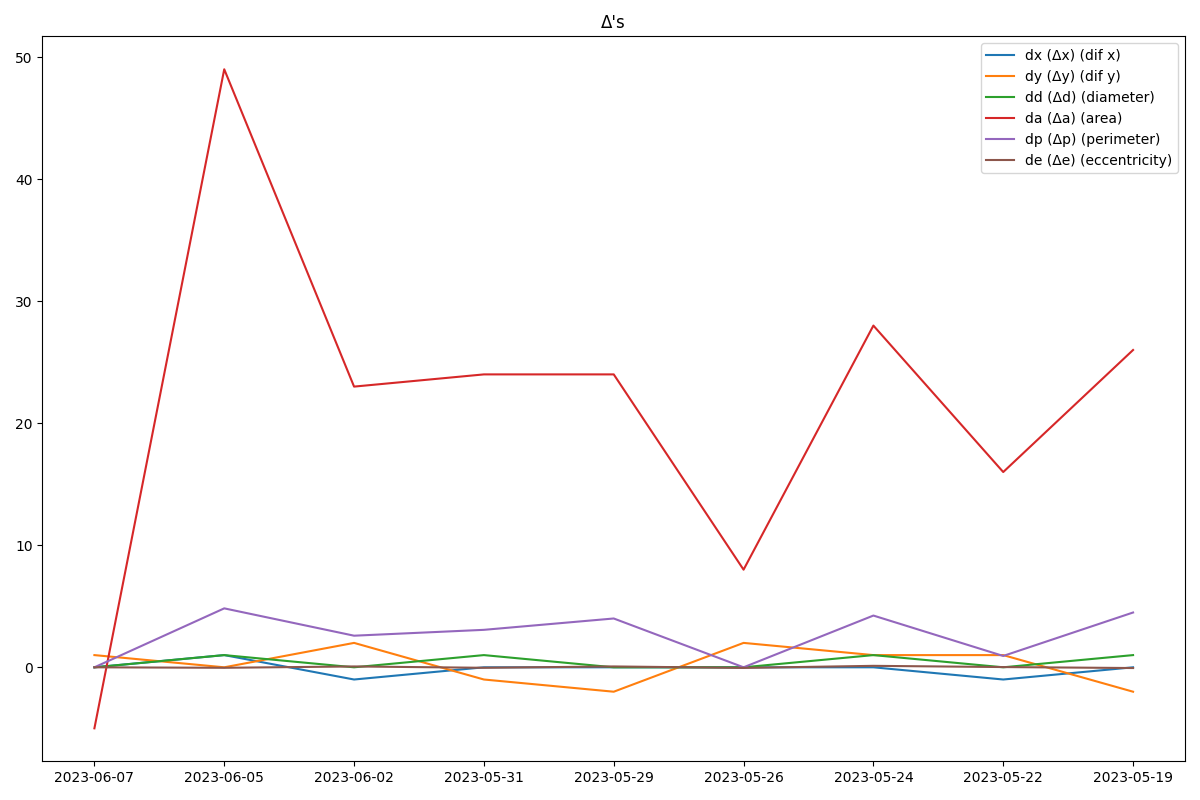 Δ's
50
40
30
20
10
0
dx (Δx) (dif x)
dy (Δy) (dif y)
dd (Δd) (diameter)
da (Δa) (area)
dp (Δp) (perimeter)
de (Δe) (eccentricity)
2023-06-07 2023-06-05 2023-06-02 2023-05-31 2023-05-29 2023-05-26 2023-05-24 2023-05-22 2023-05-19